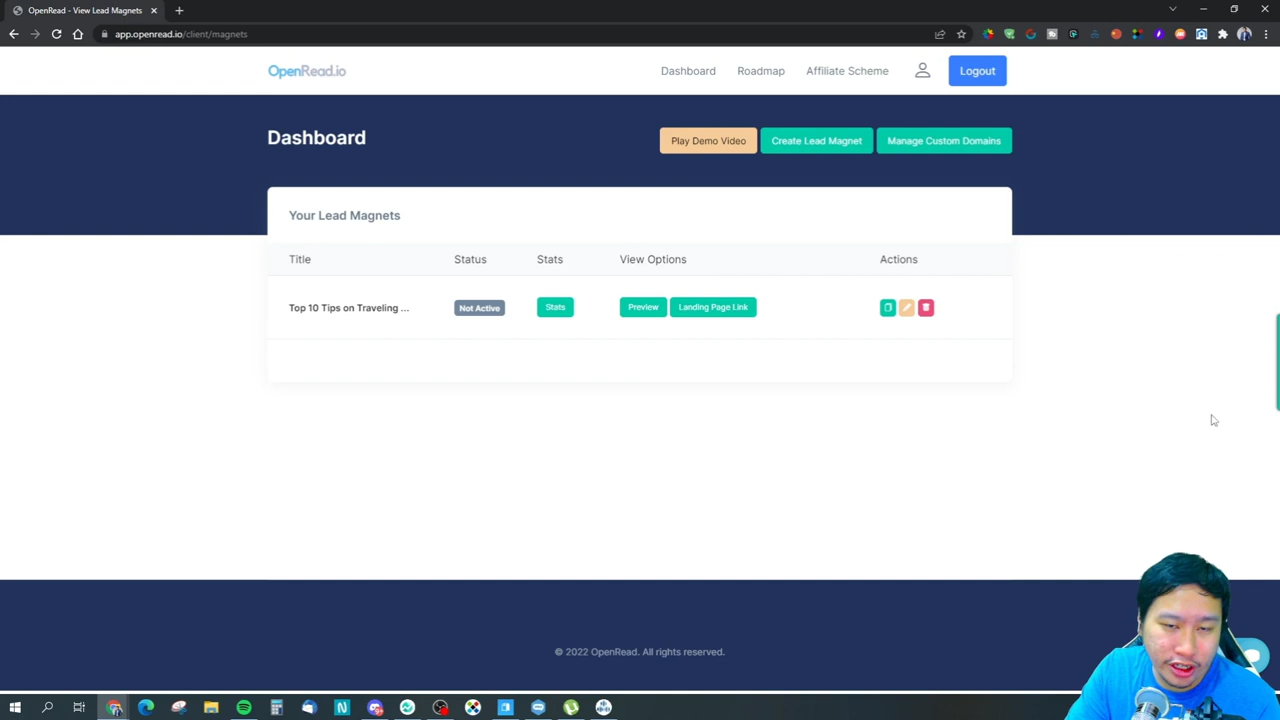 OpenRead - View Lead Magnets
app.openread.io/client/magnets
OpenRead.io
Dashboard
Roadmap
Affiliate Scheme
Logout
Dashboard
Play Demo Video
Create Lead Magnet
Manage Custom Domains
Your Lead Magnets
Title
Status
Stats
View Options
Actions
Top 10 Tips on Traveling ...
Not Active
Stats
Preview
Landing Page Link
© 2022 OpenRead. All rights reserved.